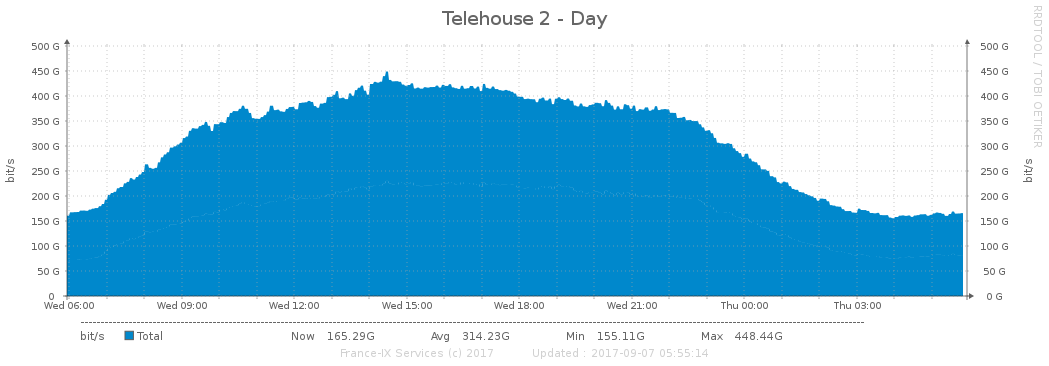 Telehouse 2 - Day
RRDTOOL / TOBI OETIKER
bit/s
bit/s
500 G 500 G
450 G 450 G
400 G 400 G
350 G 350 G
300 G 300 G
250 G 250 G
200 G 200 G
150 G 150 G
100 G 100 G
50 G 50 G
0 0 G
Wed 06:00 Wed 09:00 Wed 12:00 Wed 15:00 Wed 18:00 Wed 21:00 Thu 00:00 Thu 03:00
bit/s Total Now 165.29G Avg 314.23G Min 155.11G Max 448.44G
France-IX Services (c) 2017 Updated : 2017-09-07 05:55:14